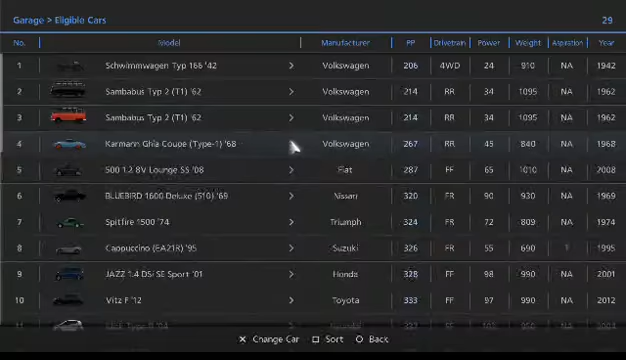 Garage > Eligible Cars 29
No. Model Manufacturer PP Drivetrain Power Weight Aspiration Year
1 Schwimmwagen Typ 166 '42 Volkswagen 206 4WD 24 910 NA 1942
2 Sambabus Typ 2 (T1) '62 Volkswagen 214 RR 34 1095 NA 1962
3 Sambabus Typ 2 (T1) '62 Volkswagen 214 RR 34 1095 NA 1962
4 Karmann Ghia Coupe (Type-1) '68 Volkswagen 267 RR 45 840 NA 1968
5 500 1.2 8V Lounge SS '08 Fiat 287 FF 65 1010 NA 2008
6 BLUEBIRD 1600 Deluxe (510) '69 Nissan 320 FR 90 930 NA 1969
7 Spitfire 1500 '74 Triumph 324 FR 72 809 NA 1974
8 Cappuccino (EA21R) '95 Suzuki 326 FR 55 690 T 1995
9 JAZZ 1.4 DSi SE Sport '01 Honda 328 FF 98 990 NA 2001
10 Vitz F '12 Toyota 333 FF 97 990 NA 2012
11
Change Car Sort Back